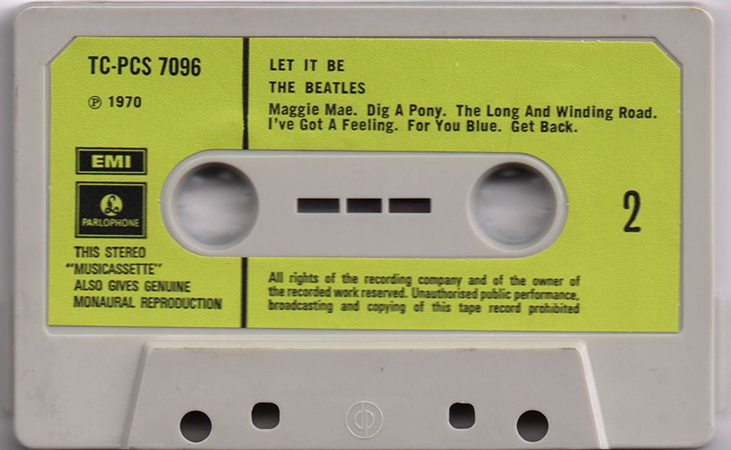 TC-PCS 7096
℗ 1970
EMI
PARLOPHONE
THIS STEREO
"MUSICASSETTE"
ALSO GIVES GENUINE
MONAURAL REPRODUCTION
LET IT BE
THE BEATLES
Maggie Mae. Dig A Pony. The Long And Winding Road.
I've Got A Feeling. For You Blue. Get Back.
2
All rights of the recording company and of the owner of
the recorded work reserved. Unauthorised public performance,
broadcasting and copying of this tape record prohibited